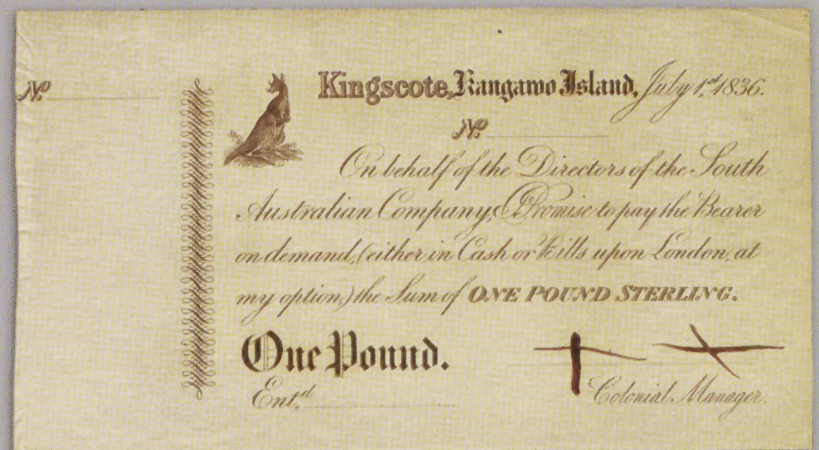 No
Kingscote, Kangawo Island, July 1st 1836.
No
On behalf of the Directors of the South
Australian Company, I Promise to pay the Bearer
on demand, (either in Cash or Bills upon London, at
my option,) the Sum of ONE POUND STERLING.
One Pound.
Entd.
Colonial Manager.